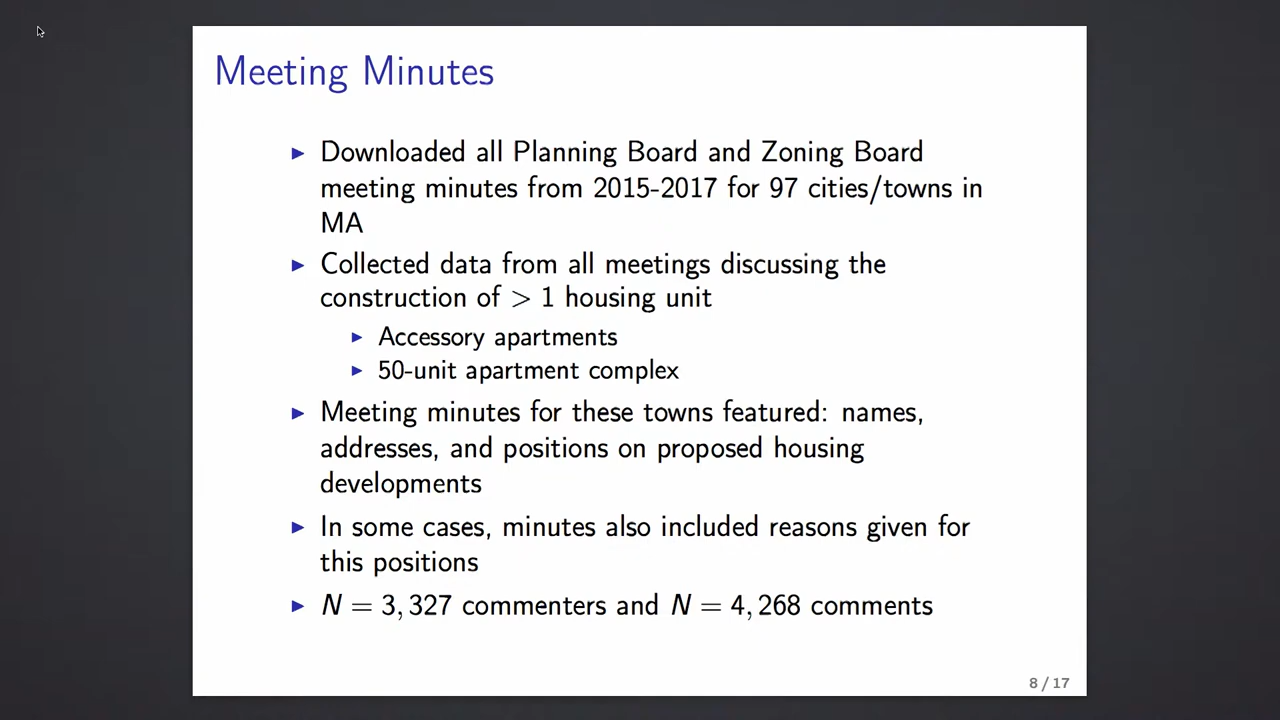 Meeting Minutes
▶ Downloaded all Planning Board and Zoning Board
meeting minutes from 2015-2017 for 97 cities/towns in
MA
▶ Collected data from all meetings discussing the
construction of > 1 housing unit
▶ Accessory apartments
▶ 50-unit apartment complex
▶ Meeting minutes for these towns featured: names,
addresses, and positions on proposed housing
developments
▶ In some cases, minutes also included reasons given for
this positions
▶ N = 3, 327 commenters and N = 4, 268 comments
8 / 17